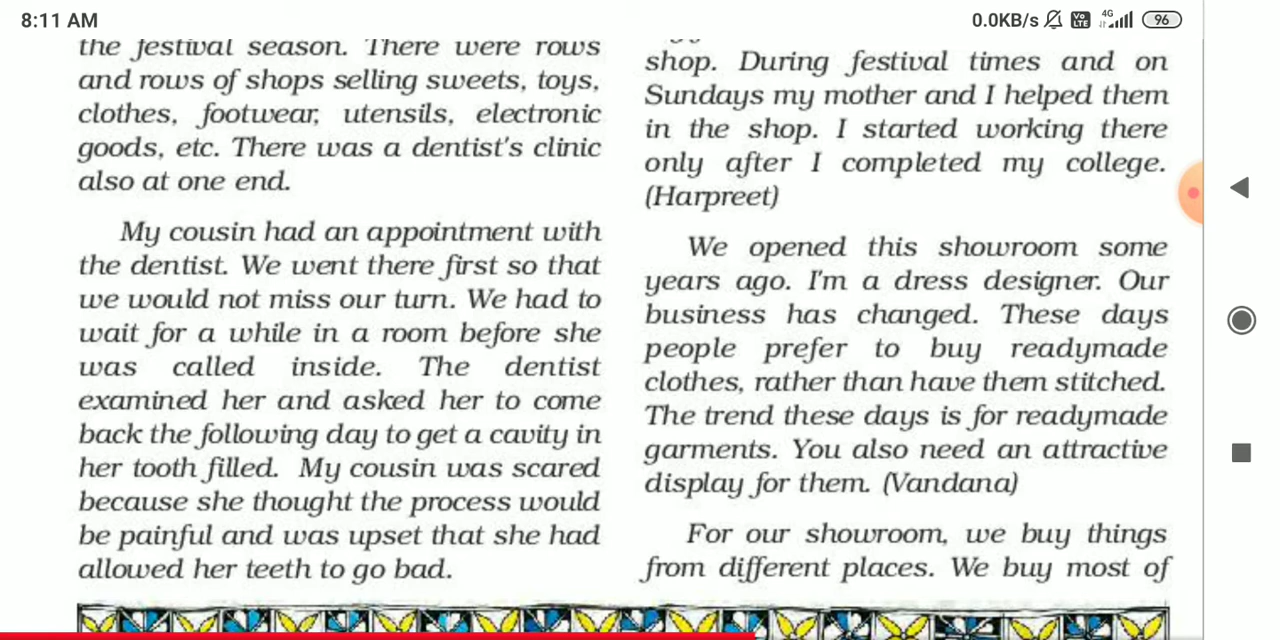 8:11 AM
0.0KB/s
Vo
LTE
4G
96
the festival season. There were rows
and rows of shops selling sweets, toys,
clothes, footwear, utensils, electronic
goods, etc. There was a dentist's clinic
also at one end.
My cousin had an appointment with
the dentist. We went there first so that
we would not miss our turn. We had to
wait for a while in a room before she
was called inside. The dentist
examined her and asked her to come
back the following day to get a cavity in
her tooth filled. My cousin was scared
because she thought the process would
be painful and was upset that she had
allowed her teeth to go bad.
shop. During festival times and on
Sundays my mother and I helped them
in the shop. I started working there
only after I completed my college.
(Harpreet)
We opened this showroom some
years ago. I'm a dress designer. Our
business has changed. These days
people prefer to buy readymade
clothes, rather than have them stitched.
The trend these days is for readymade
garments. You also need an attractive
display for them. (Vandana)
For our showroom, we buy things
from different places. We buy most of